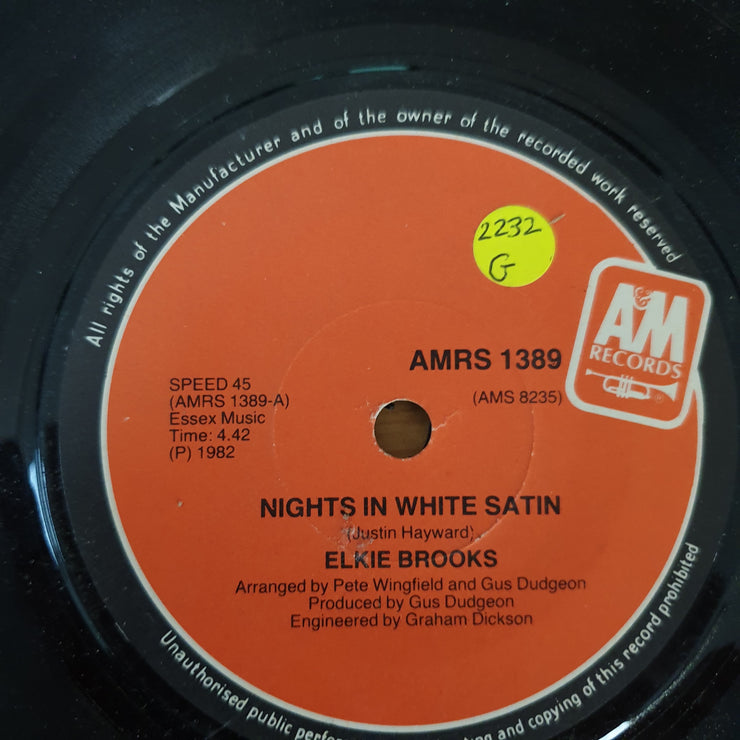 All rights of the Manufacturer and of the owner of the recorded work reserved
2232
G
A&M
RECORDS
®
AMRS 1389
(AMS 8235)
SPEED 45
(AMRS 1389-A)
Essex Music
Time: 4.42
(P) 1982
NIGHTS IN WHITE SATIN
(Justin Hayward)
ELKIE BROOKS
Arranged by Pete Wingfield and Gus Dudgeon
Produced by Gus Dudgeon
Engineered by Graham Dickson
Unauthorised public and copying of this record prohibited